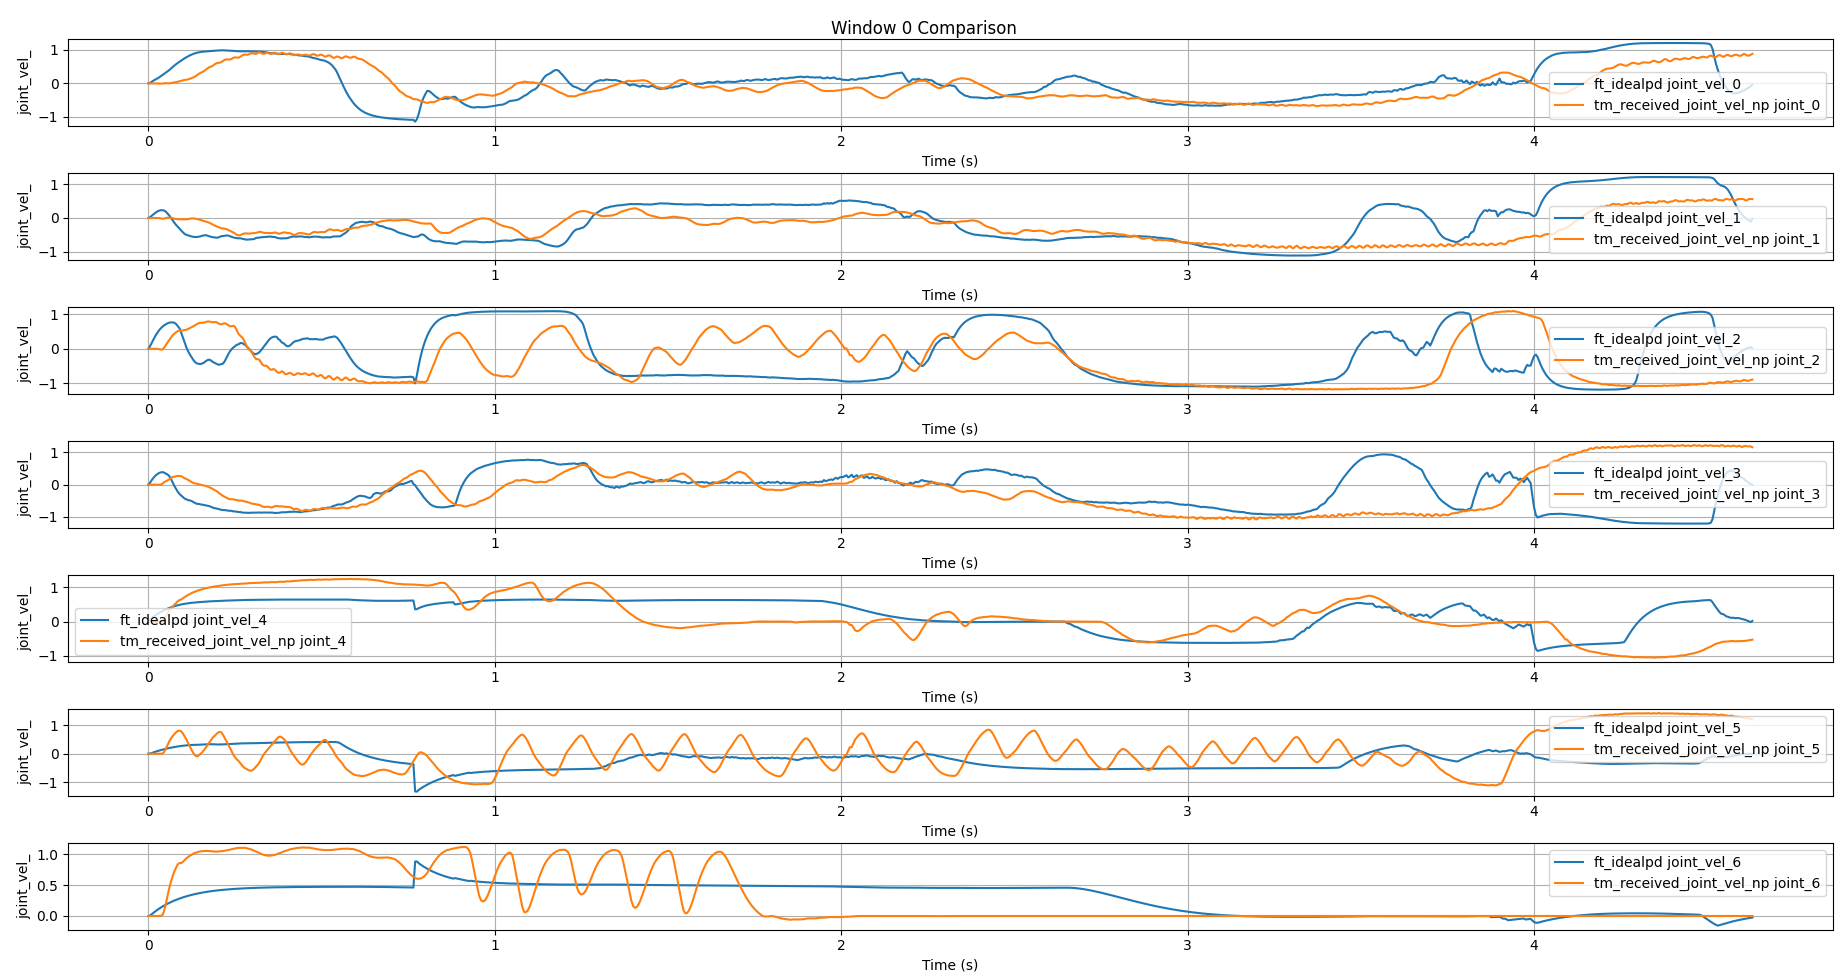 Window 0 Comparison
joint_vel_
1
0
−1
ft_idealpd joint_vel_0
tm_received_joint_vel_np joint_0
0 1 2 3 4
Time (s)
joint_vel_
1
0
−1
ft_idealpd joint_vel_1
tm_received_joint_vel_np joint_1
0 1 2 3 4
Time (s)
joint_vel_
1
0
−1
ft_idealpd joint_vel_2
tm_received_joint_vel_np joint_2
0 1 2 3 4
Time (s)
joint_vel_
1
0
−1
ft_idealpd joint_vel_3
tm_received_joint_vel_np joint_3
0 1 2 3 4
Time (s)
joint_vel_
1
0
−1
ft_idealpd joint_vel_4
tm_received_joint_vel_np joint_4
0 1 2 3 4
Time (s)
joint_vel_
1
0
−1
ft_idealpd joint_vel_5
tm_received_joint_vel_np joint_5
0 1 2 3 4
Time (s)
joint_vel_
1.0
0.5
0.0
ft_idealpd joint_vel_6
tm_received_joint_vel_np joint_6
0 1 2 3 4
Time (s)